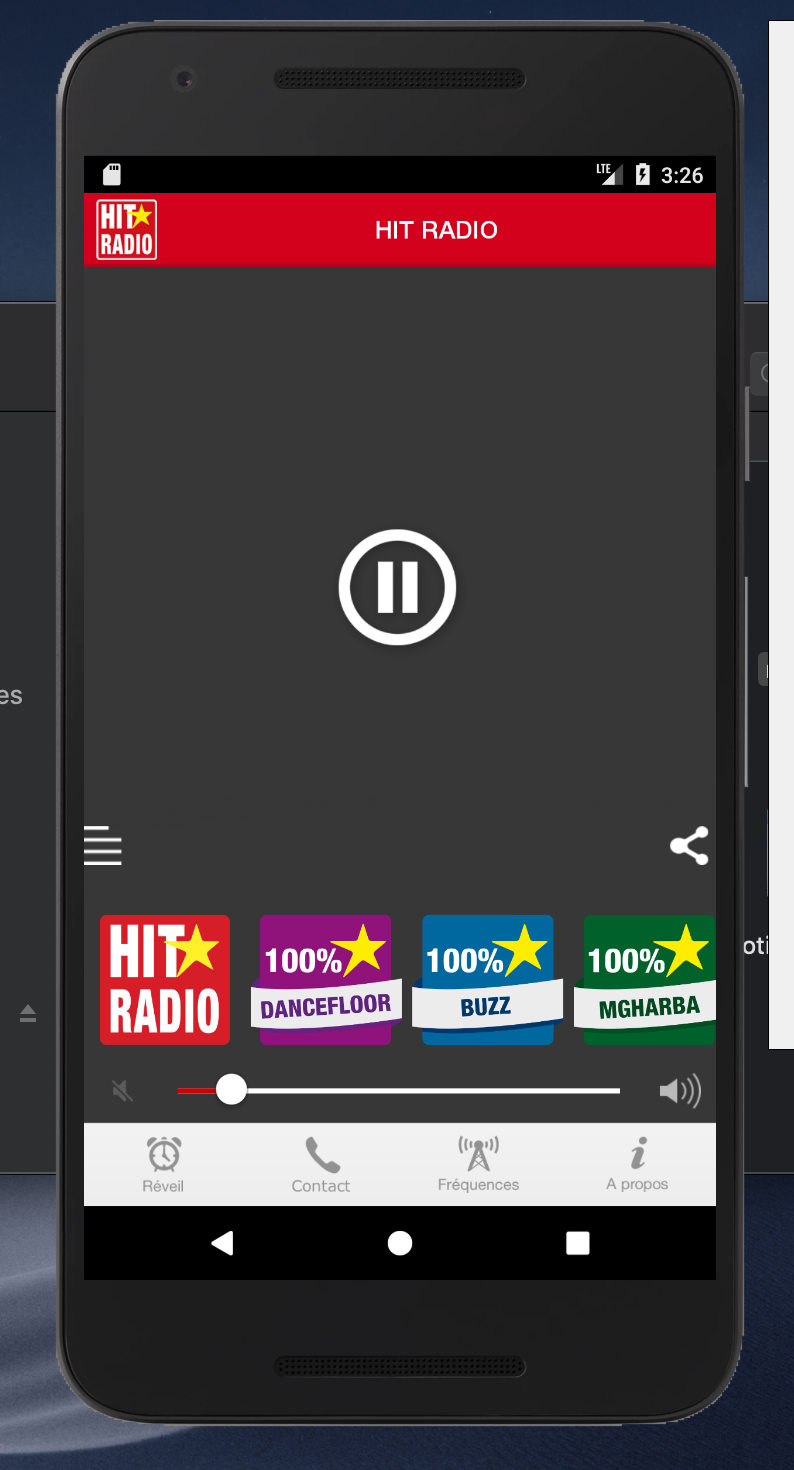 LTE 3:26
HIT
RADIO
HIT RADIO
es
oti
HIT
RADIO
100%
DANCEFLOOR
100%
BUZZ
100%
MGHARBA
Réveil
Contact
Fréquences
A propos